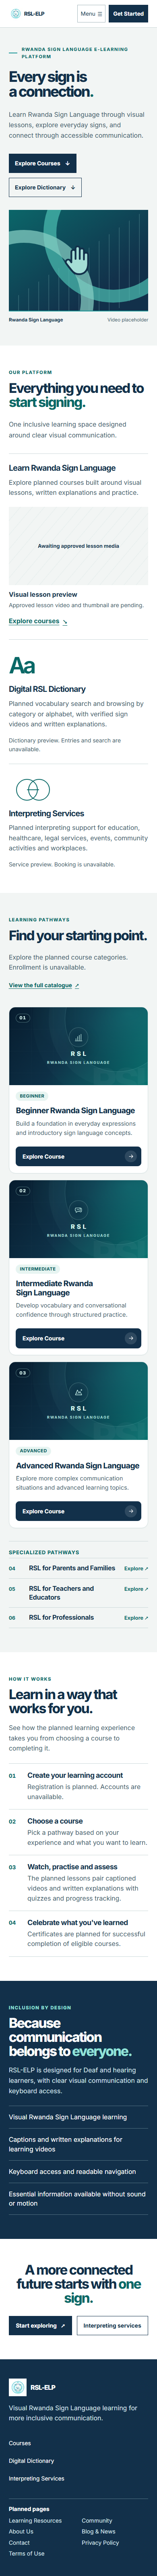 RSL-ELP
Menu
Get Started
RWANDA SIGN LANGUAGE E-LEARNING
PLATFORM
Every sign is
a connection.
Learn Rwanda Sign Language through visual
lessons, explore everyday signs, and
connect through accessible communication.
Explore Courses ↓
Explore Dictionary ↓
Rwanda Sign Language
Video placeholder
OUR PLATFORM
Everything you need to
start signing.
One inclusive learning space designed
around clear visual communication.
Learn Rwanda Sign Language
Explore planned courses built around visual
lessons, written explanations and practice.
Awaiting approved lesson media
Visual lesson preview
Approved lesson video and thumbnail are pending.
Explore courses ↘
Aa
Digital RSL Dictionary
Planned vocabulary search and browsing by
category or alphabet, with verified sign
videos and written explanations.
Dictionary preview. Entries and search are
unavailable.
Interpreting Services
Planned interpreting support for education,
healthcare, legal services, events, community
activities and workplaces.
Service preview. Booking is unavailable.
LEARNING PATHWAYS
Find your starting point.
Explore the planned course categories.
Enrollment is unavailable.
View the full catalogue ↗
01
RSL
RWANDA SIGN LANGUAGE
BEGINNER
Beginner Rwanda Sign Language
Build a foundation in everyday expressions
and introductory sign language concepts.
Explore Course →
02
RSL
RWANDA SIGN LANGUAGE
INTERMEDIATE
Intermediate Rwanda
Sign Language
Develop vocabulary and conversational
confidence through structured practice.
Explore Course →
03
RSL
RWANDA SIGN LANGUAGE
ADVANCED
Advanced Rwanda Sign Language
Explore more complex communication
situations and advanced learning topics.
Explore Course →
SPECIALIZED PATHWAYS
04 RSL for Parents and Families Explore ↗
05 RSL for Teachers and
Educators Explore ↗
06 RSL for Professionals Explore ↗
HOW IT WORKS
Learn in a way that
works for you.
See how the planned learning experience
takes you from choosing a course to
completing it.
01 Create your learning account
Registration is planned. Accounts are
unavailable.
02 Choose a course
Pick a pathway based on your
experience and what you want to learn.
03 Watch, practise and assess
The planned lessons pair captioned
videos and written explanations with
quizzes and progress tracking.
04 Celebrate what you've learned
Certificates are planned for successful
completion of eligible courses.
INCLUSION BY DESIGN
Because
communication
belongs to everyone.
RSL-ELP is designed for Deaf and hearing
learners, with clear visual communication and
keyboard access.
Visual Rwanda Sign Language learning
Captions and written explanations for
learning videos
Keyboard access and readable navigation
Essential information available without sound
or motion
A more connected
future starts with one
sign.
Start exploring ↗
Interpreting services
RSL-ELP
Visual Rwanda Sign Language learning for
more inclusive communication.
Courses
Digital Dictionary
Interpreting Services
Planned pages
Learning Resources
Community
About Us
Blog & News
Contact
Privacy Policy
Terms of Use